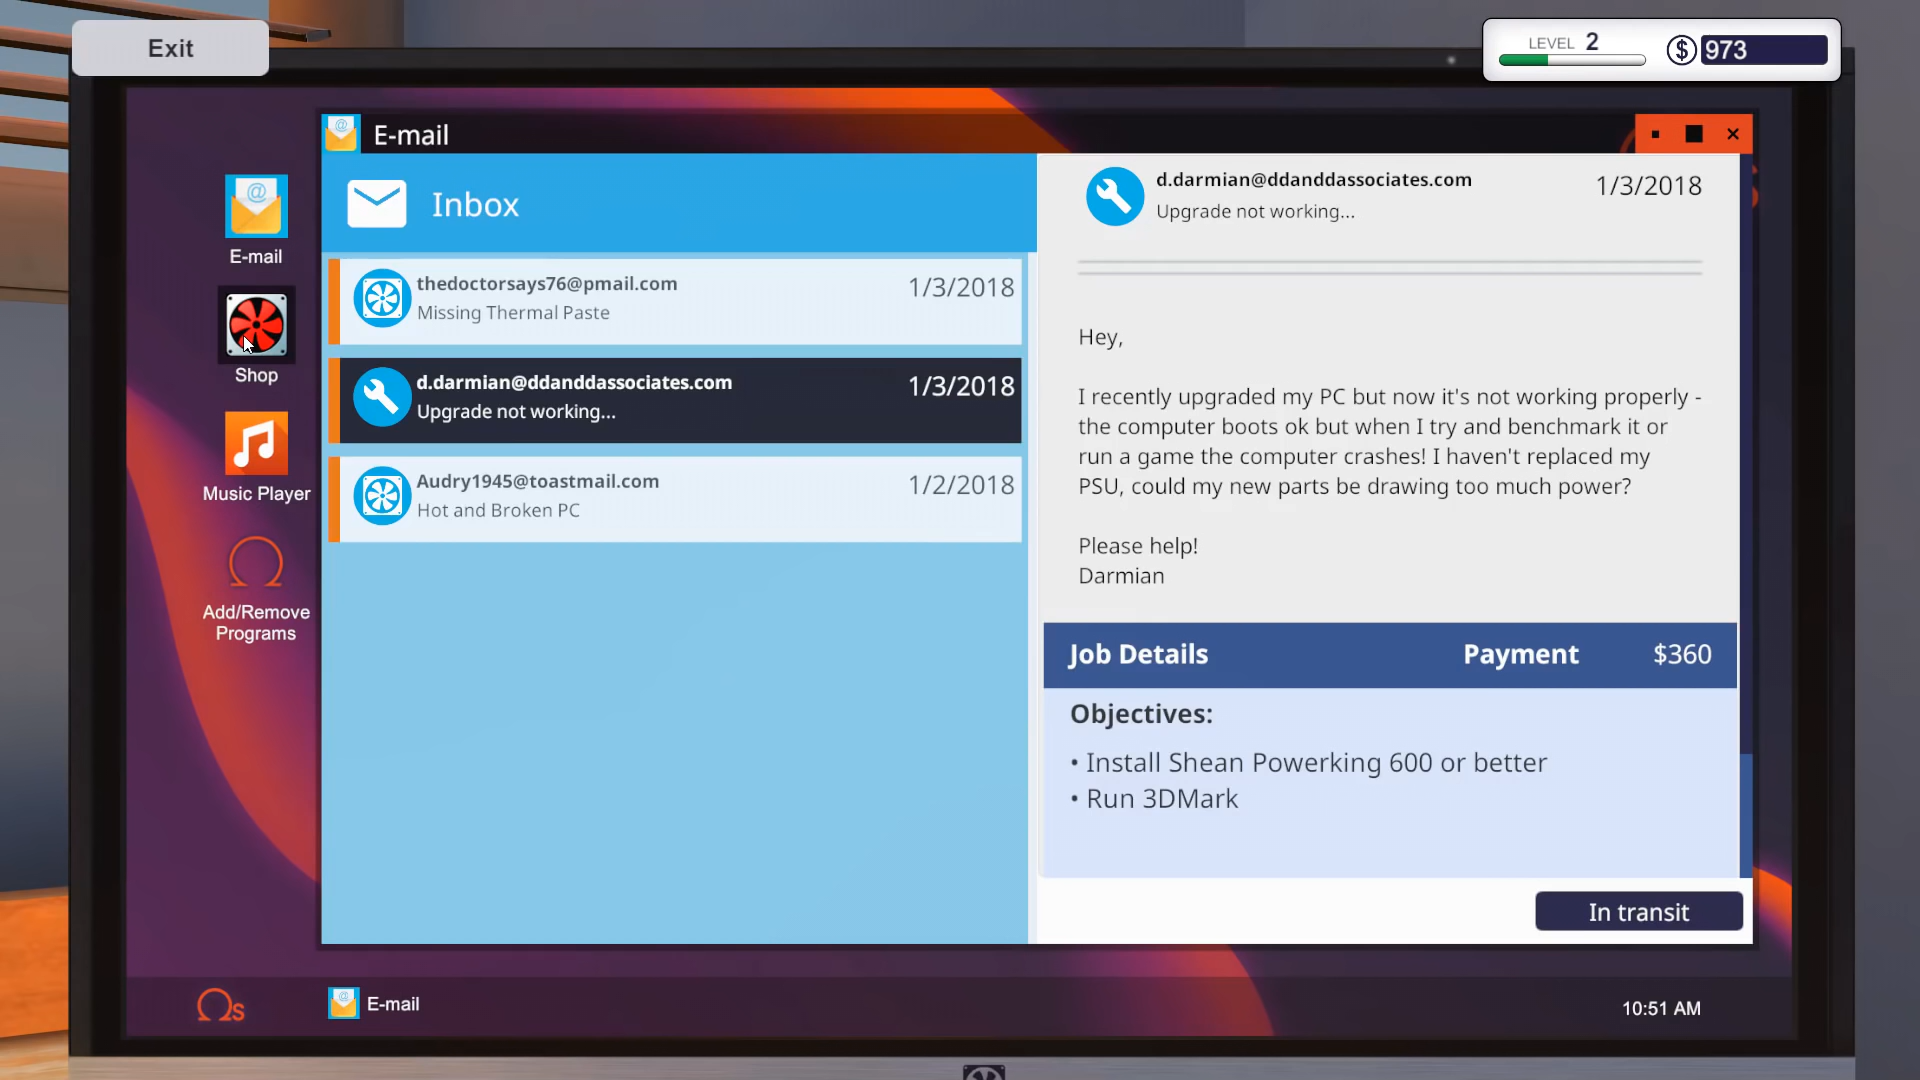 Exit
LEVEL 2
$ 973
E-mail
E-mail
Shop
Music Player
Add/Remove
Programs
Inbox
thedoctorsays76@pmail.com
1/3/2018
Missing Thermal Paste
d.darmian@ddanddassociates.com
1/3/2018
Upgrade not working...
Audry1945@toastmail.com
1/2/2018
Hot and Broken PC
d.darmian@ddanddassociates.com
1/3/2018
Upgrade not working...
Hey,
I recently upgraded my PC but now it's not working properly -
the computer boots ok but when I try and benchmark it or
run a game the computer crashes! I haven't replaced my
PSU, could my new parts be drawing too much power?
Please help!
Darmian
Job Details Payment $360
Objectives:
• Install Shean Powerking 600 or better
• Run 3DMark
In transit
Ωs
E-mail
10:51 AM